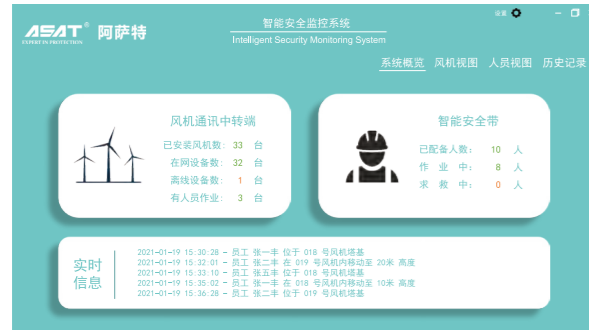 ASAT® 阿萨特
EXPERT IN PROTECTION
智能安全监控系统
Intelligent Security Monitoring System
设置
系统概览 风机视图 人员视图 历史记录
风机通讯中转端
已安装风机数: 33 台
在网设备数: 32 台
离线设备数: 1 台
有人员作业: 3 台
智能安全带
已配备人数: 10 人
作 业 中: 8 人
求 救 中: 0 人
实时
信息
2021-01-19 15:30:28 - 员工 张一丰 位于 018 号风机塔基
2021-01-19 15:32:01 - 员工 张二丰 在 019 号风机内移动至 20米 高度
2021-01-19 15:33:10 - 员工 张五丰 位于 018 号风机塔基
2021-01-19 15:35:02 - 员工 张一丰 在 018 号风机内移动至 10米 高度
2021-01-19 15:36:28 - 员工 张二丰 位于 019 号风机塔基